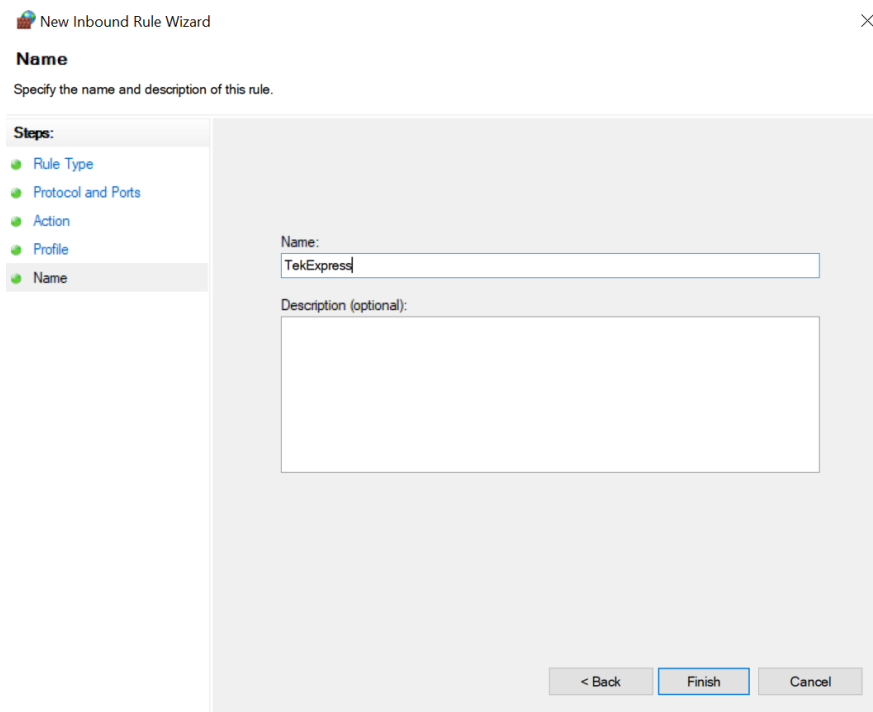 New Inbound Rule Wizard
Name
Specify the name and description of this rule.
Steps:
Rule Type
Protocol and Ports
Action
Profile
Name
Name:
TekExpress
Description (optional):
< Back
Finish
Cancel